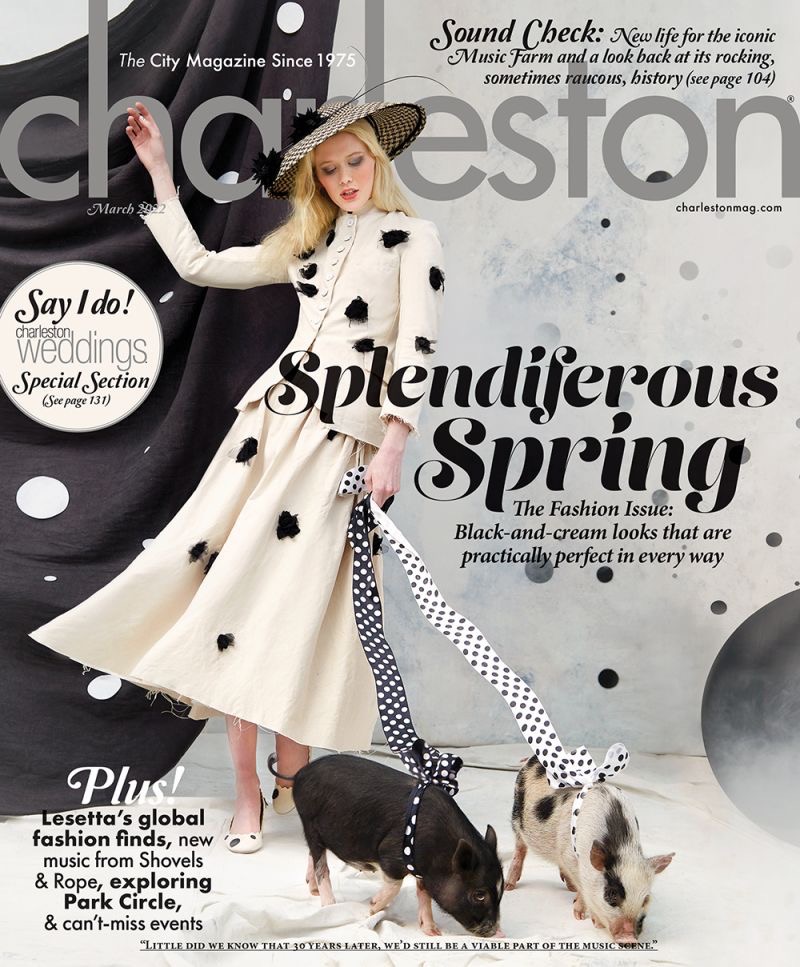 The City Magazine Since 1975
Sound Check: New life for the iconic
Music Farm and a look back at its rocking,
sometimes raucous, history (see page 104)
charleston®
March 2022
charlestonmag.com
Say I do!
charleston
weddings
Special Section
(See page 131)
Splendiferous
Spring
The Fashion Issue:
Black-and-cream looks that are
practically perfect in every way
Plus!
Lesetta's global
fashion finds, new
music from Shovels
& Rope, exploring
Park Circle,
& can't-miss events
"Little did we know that 30 years later, we'd still be a viable part of the music scene."